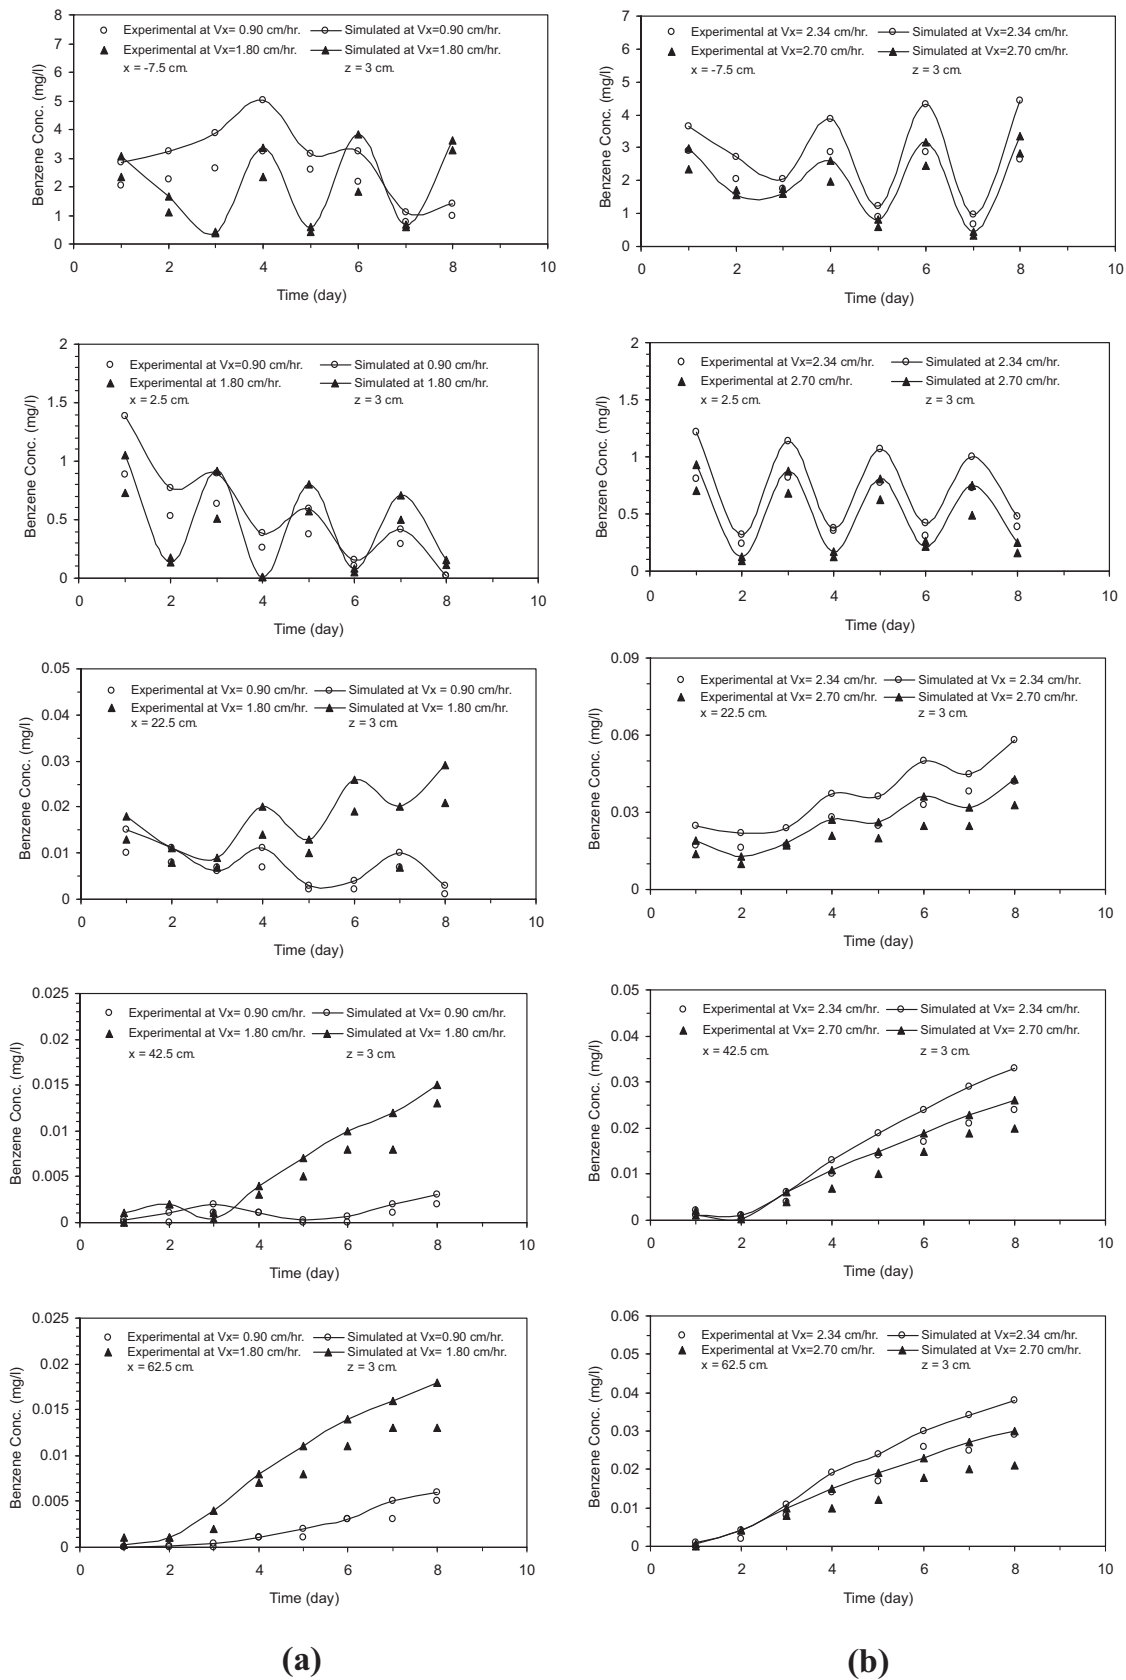 Benzene Conc. (mg/l)
8
7
6
5
4
3
2
1
0
Experimental at Vx= 0.90 cm/hr. Simulated at Vx=0.90 cm/hr.
Experimental at Vx=1.80 cm/hr. Simulated at Vx=1.80 cm/hr.
x = -7.5 cm. z = 3 cm.
0 2 4 6 8 10
Time (day)
Benzene Conc. (mg/l)
7
6
5
4
3
2
1
0
Experimental at Vx= 2.34 cm/hr. Simulated at Vx=2.34 cm/hr.
Experimental at Vx=2.70 cm/hr. Simulated at Vx=2.70 cm/hr.
x = -7.5 cm. z = 3 cm.
0 2 4 6 8 10
Time (day)
Benzene Conc. (mg/l)
2
1.5
1
0.5
0
Experimental at Vx=0.90 cm/hr. Simulated at 0.90 cm/hr.
Experimental at 1.80 cm/hr. Simulated at 1.80 cm/hr.
x = 2.5 cm. z = 3 cm.
0 2 4 6 8 10
Time (day)
Benzene Conc. (mg/l)
2
1.5
1
0.5
0
Experimental at Vx=2.34 cm/hr. Simulated at 2.34 cm/hr.
Experimental at 2.70 cm/hr. Simulated at 2.70 cm/hr.
x = 2.5 cm. z = 3 cm.
0 2 4 6 8 10
Time (day)
Benzene Conc. (mg/l)
0.05
0.04
0.03
0.02
0.01
0
Experimental at Vx= 0.90 cm/hr. Simulated at Vx = 0.90 cm/hr.
Experimental at Vx= 1.80 cm/hr. Simulated at Vx= 1.80 cm/hr.
x = 22.5 cm. z = 3 cm.
0 2 4 6 8 10
Time (day)
Benzene Conc. (mg/l)
0.09
0.06
0.03
0
Experimental at Vx= 2.34 cm/hr. Simulated at Vx = 2.34 cm/hr.
Experimental at Vx= 2.70 cm/hr. Simulated at Vx= 2.70 cm/hr.
x = 22.5 cm. z = 3 cm.
0 2 4 6 8 10
Time (day)
Benzene Conc. (mg/l)
0.025
0.02
0.015
0.01
0.005
0
Experimental at Vx= 0.90 cm/hr. Simulated at Vx= 0.90 cm/hr.
Experimental at Vx= 1.80 cm/hr. Simulated at Vx= 1.80 cm/hr.
x = 42.5 cm. z = 3 cm.
0 2 4 6 8 10
Time (day)
Benzene Conc. (mg/l)
0.05
0.04
0.03
0.02
0.01
0
Experimental at Vx= 2.34 cm/hr. Simulated at Vx= 2.34 cm/hr.
Experimental at Vx= 2.70 cm/hr. Simulated at Vx= 2.70 cm/hr.
x = 42.5 cm. z = 3 cm.
0 2 4 6 8 10
Time (day)
Benzene Conc. (mg/l)
0.025
0.02
0.015
0.01
0.005
0
Experimental at Vx= 0.90 cm/hr. Simulated at Vx=0.90 cm/hr.
Experimental at Vx=1.80 cm/hr. Simulated at Vx= 1.80 cm/hr.
x = 62.5 cm. z = 3 cm.
0 2 4 6 8 10
Time (day)
Benzene Conc. (mg/l)
0.06
0.05
0.04
0.03
0.02
0.01
0
Experimental at Vx= 2.34 cm/hr. Simulated at Vx=2.34 cm/hr.
Experimental at Vx=2.70 cm/hr. Simulated at Vx= 2.70 cm/hr.
x = 62.5 cm. z = 3 cm.
0 2 4 6 8 10
Time (day)
(a) (b)